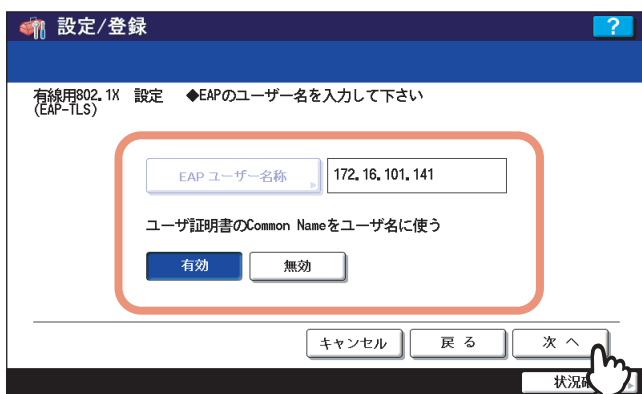 設定/登録
?
有線用802.1X 設定 ◆EAPのユーザー名を入力して下さい
(EAP-TLS)
EAP ユーザー名称 172.16.101.141
ユーザ証明書のCommon Nameをユーザ名に使う
有効 無効
キャンセル 戻る 次へ
状況